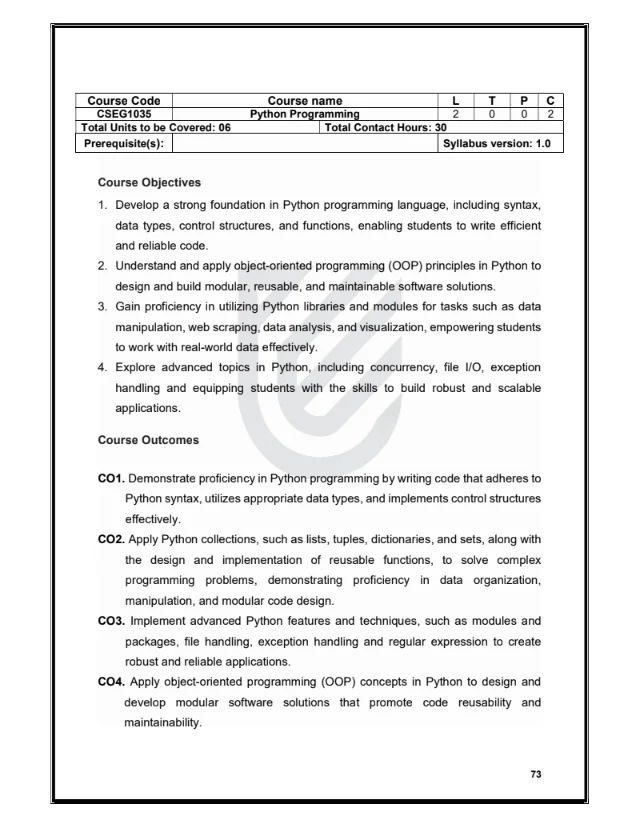 Course Code Course name L T P C
CSEG1035 Python Programming 2 0 0 2
Total Units to be Covered: 06 Total Contact Hours: 30
Prerequisite(s): Syllabus version: 1.0
Course Objectives
1. Develop a strong foundation in Python programming language, including syntax,
data types, control structures, and functions, enabling students to write efficient
and reliable code.
2. Understand and apply object-oriented programming (OOP) principles in Python to
design and build modular, reusable, and maintainable software solutions.
3. Gain proficiency in utilizing Python libraries and modules for tasks such as data
manipulation, web scraping, data analysis, and visualization, empowering students
to work with real-world data effectively.
4. Explore advanced topics in Python, including concurrency, file I/O, exception
handling and equipping students with the skills to build robust and scalable
applications.
Course Outcomes
CO1. Demonstrate proficiency in Python programming by writing code that adheres to
Python syntax, utilizes appropriate data types, and implements control structures
effectively.
CO2. Apply Python collections, such as lists, tuples, dictionaries, and sets, along with
the design and implementation of reusable functions, to solve complex
programming problems, demonstrating proficiency in data organization,
manipulation, and modular code design.
CO3. Implement advanced Python features and techniques, such as modules and
packages, file handling, exception handling and regular expression to create
robust and reliable applications.
CO4. Apply object-oriented programming (OOP) concepts in Python to design and
develop modular software solutions that promote code reusability and
maintainability.
73